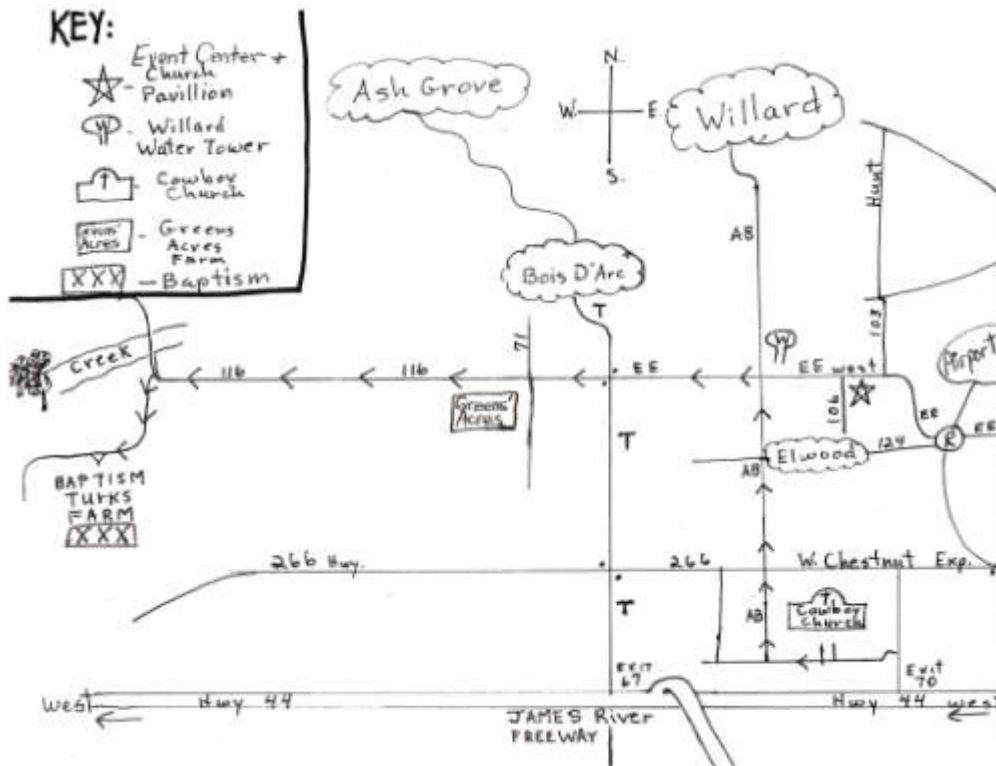 KEY:
Event Center +
Church
Pavillion
Willard
Water Tower
Cowboy
Church
Greens'
Acres
Greens
Acres
Farm
XXX
Baptism
Ash Grove
N.
W.
E.
S.
Willard
Hunt
AB
Bois D'Arc
T
103
Airport
Creek
71
W
116
116
EE
EE west
Greens'
Acres
106
EE
R
EE
T
124
Elwood
AB
BAPTISM
TURKS
FARM
XXX
266 Hwy.
266
W. Chestnut Exp.
T
AB
Cowboy
Church
EXIT
67
Exit
70
West
Hwy 44
Hwy 44
west
JAMES River
FREEWAY